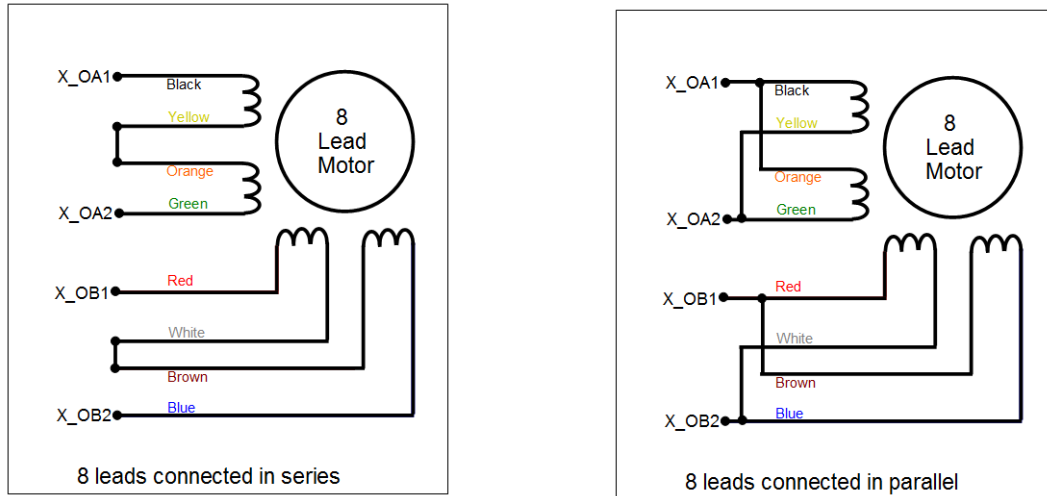 X_OA1
Black
Yellow
Orange
Green
X_OA2
8
Lead
Motor
X_OB1
Red
White
Brown
X_OB2
Blue
8 leads connected in series
X_OA1
Black
Yellow
Orange
Green
X_OA2
8
Lead
Motor
X_OB1
Red
White
Brown
X_OB2
Blue
8 leads connected in parallel